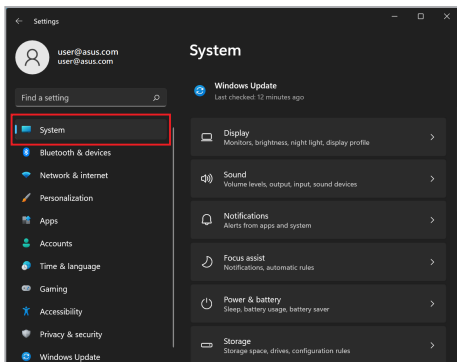 Settings
user@asus.com
user@asus.com
Find a setting
System
Bluetooth & devices
Network & internet
Personalization
Apps
Accounts
Time & language
Gaming
Accessibility
Privacy & security
Windows Update
System
Windows Update
Last checked: 12 minutes ago
Display
Monitors, brightness, night light, display profile
Sound
Volume levels, output, input, sound devices
Notifications
Alerts from apps and system
Focus assist
Notifications, automatic rules
Power & battery
Sleep, battery usage, battery saver
Storage
Storage space, drives, configuration rules